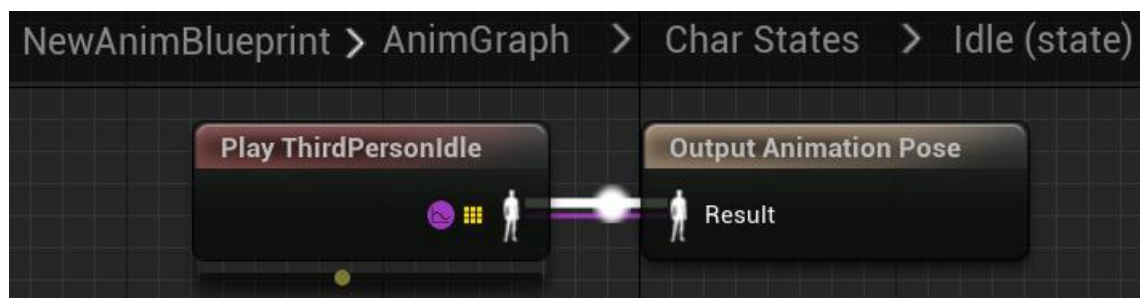 NewAnimBlueprint > AnimGraph > Char States > Idle (state)
Play ThirdPersonIdle
Output Animation Pose
Result